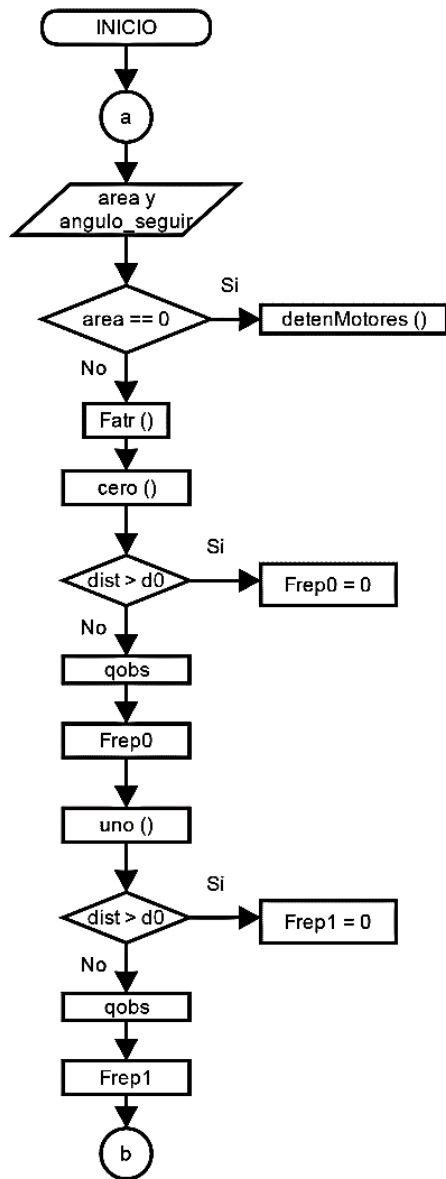 INICIO
a
area y
angulo_seguir
area == 0
Si
detenMotores ()
No
Fatr ()
cero ()
dist > d0
Si
Frep0 = 0
No
qobs
Frep0
uno ()
dist > d0
Si
Frep1 = 0
No
qobs
Frep1
b